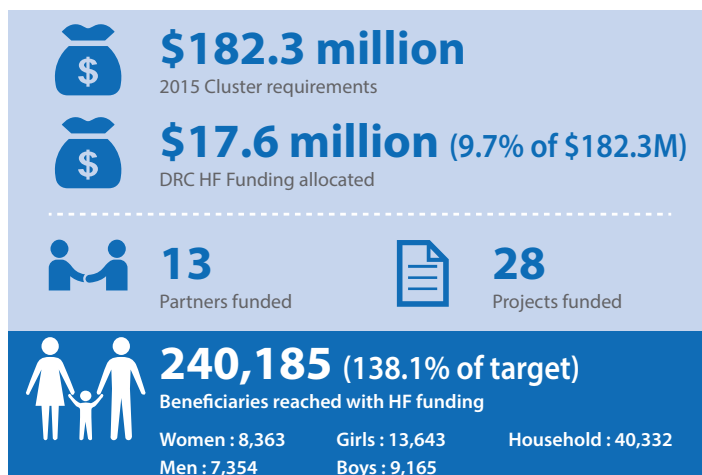 $
$182.3 million
2015 Cluster requirements
$
$17.6 million (9.7% of $182.3M)
DRC HF Funding allocated
13
Partners funded
28
Projects funded
240,185 (138.1% of target)
Beneficiaries reached with HF funding
Women : 8,363 Girls : 13,643 Household : 40,332
Men : 7,354 Boys : 9,165